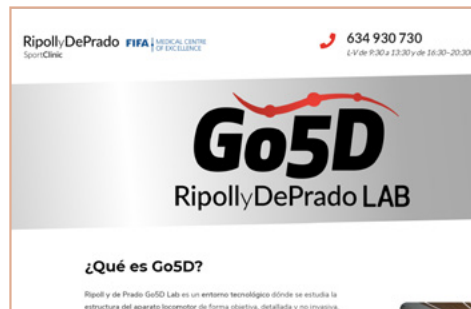 RipollyDePrado FIFA MEDICAL CENTRE
SportClinic OF EXCELLENCE
634 930 730
L-V de 9:30 a 13:30 y de 16:30-20:30h
Go5D
RipollyDePrado LAB
¿Qué es Go5D?
Ripoll y de Prado Go5D Lab es un entorno tecnológico dónde se estudia la
estructura del aparato locomotor de forma objetiva, detallada y no invasiva,